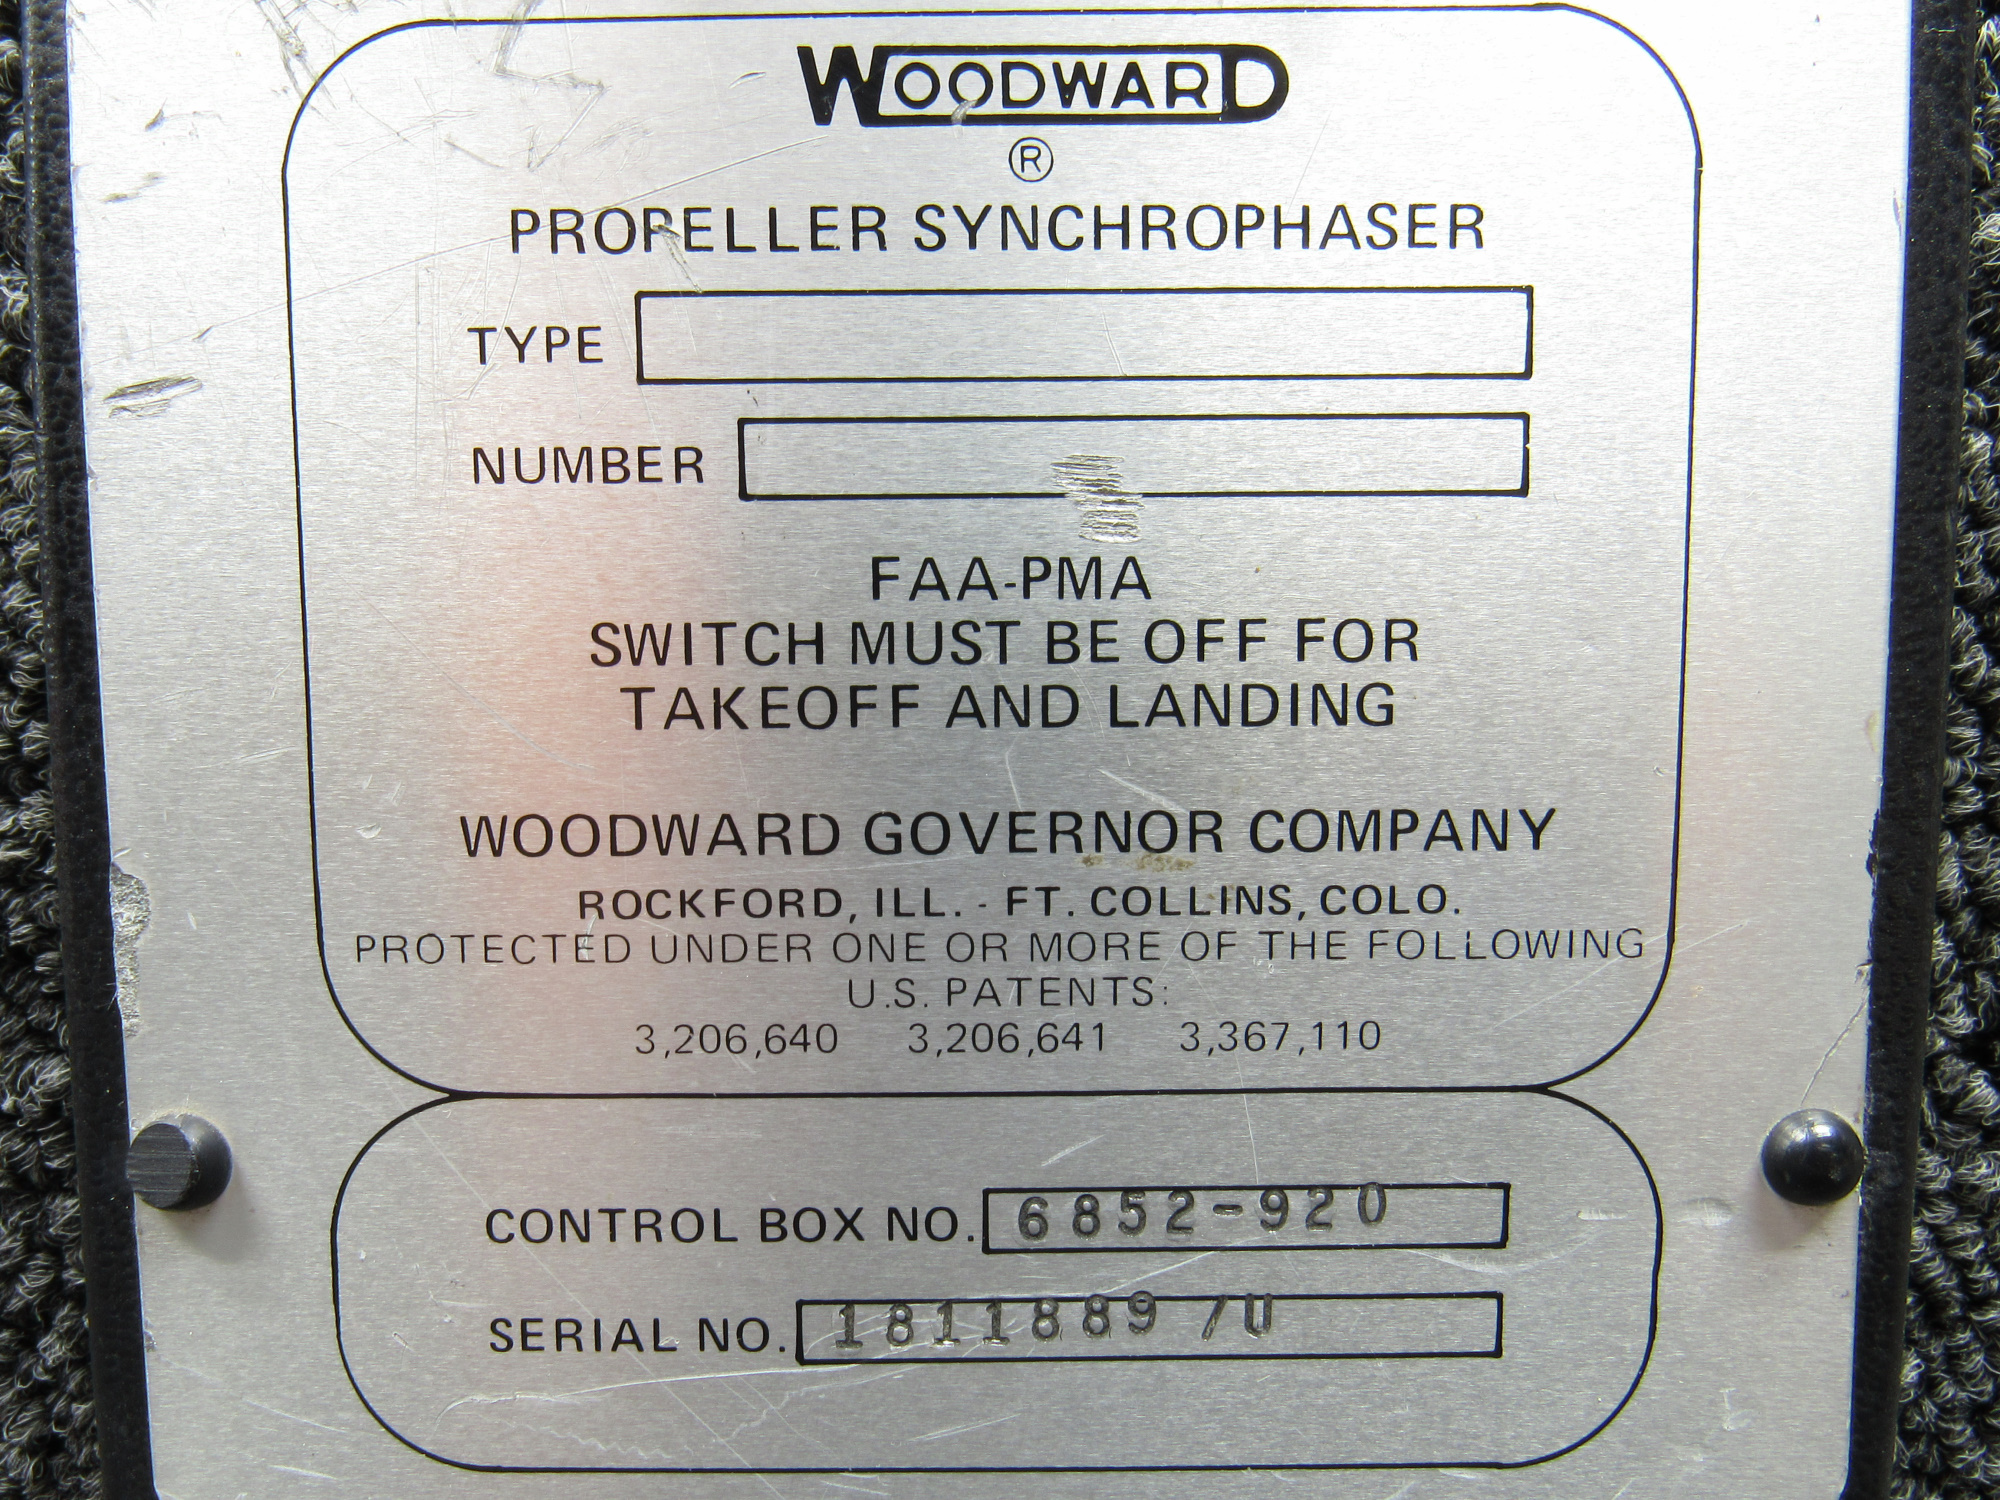 WOODWARD
®
PROPELLER SYNCHROPHASER
TYPE
NUMBER
FAA-PMA
SWITCH MUST BE OFF FOR
TAKEOFF AND LANDING
WOODWARD GOVERNOR COMPANY
ROCKFORD, ILL. - FT. COLLINS, COLO.
PROTECTED UNDER ONE OR MORE OF THE FOLLOWING
U.S. PATENTS:
3,206,640 3,206,641 3,367,110
CONTROL BOX NO. 6852-920
SERIAL NO. 1811889 /U